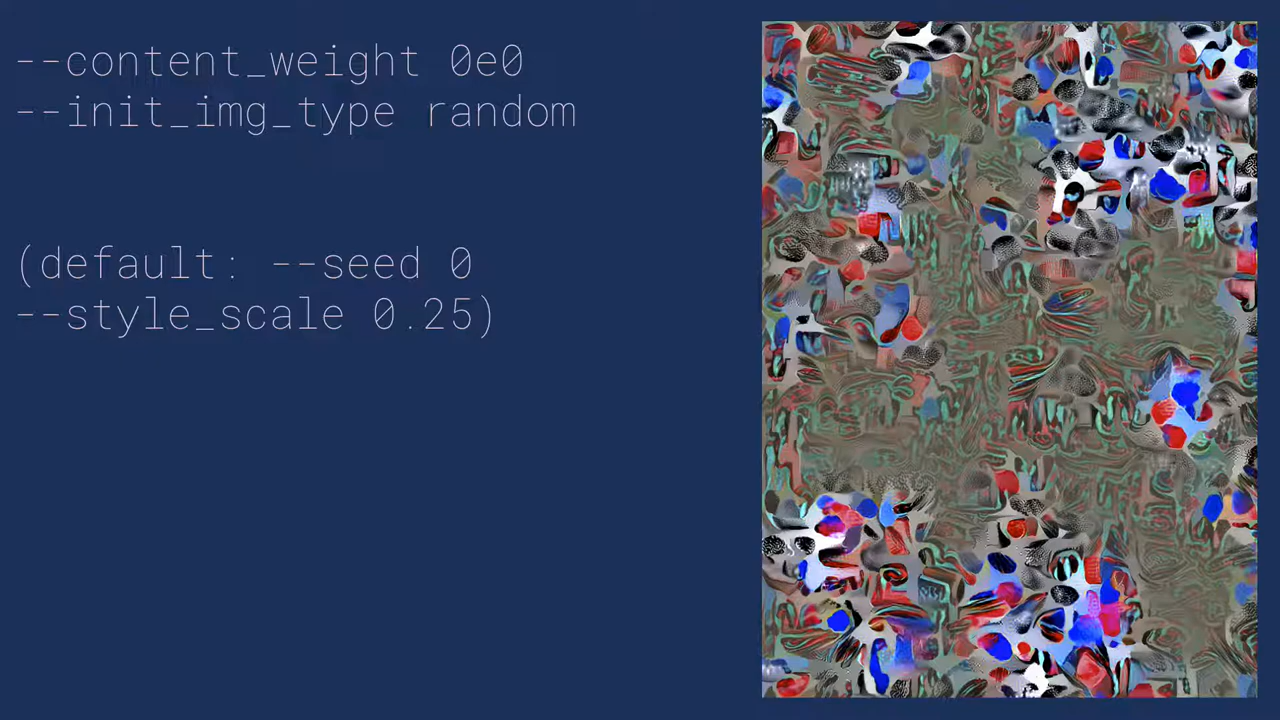 --content_weight 0e0
--init_img_type random
(default: --seed 0
--style_scale 0.25)